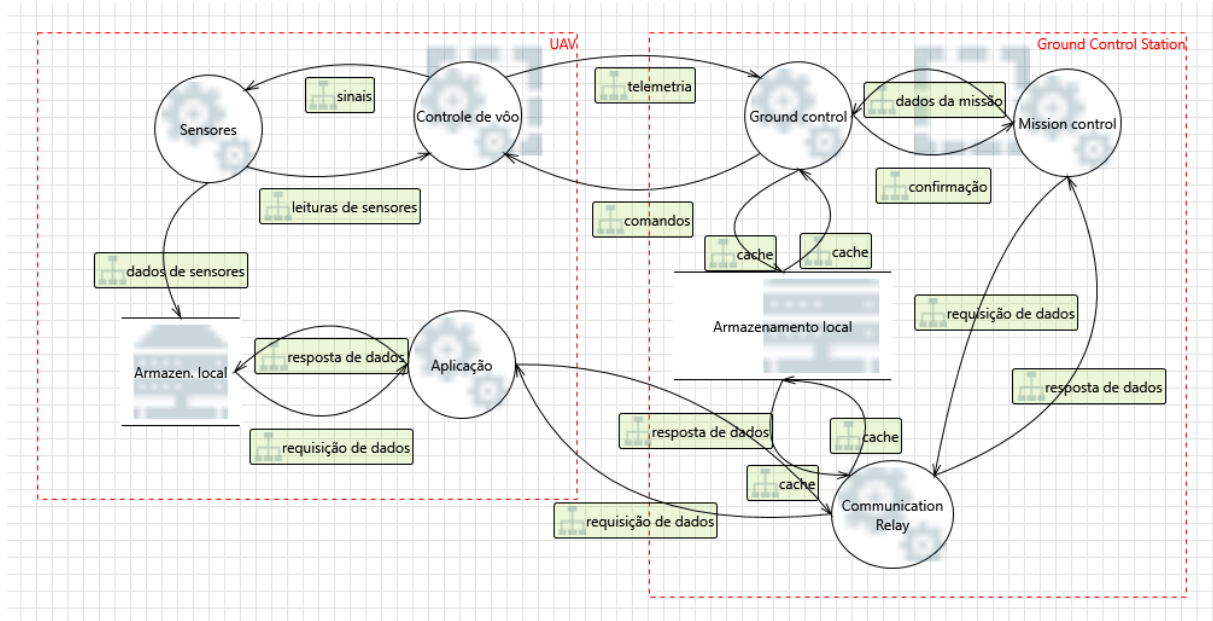 UAV
Ground Control Station
sinais
telemetria
dados da missão
Sensores
Controle de vôo
Ground control
Mission control
leituras de sensores
comandos
confirmação
cache
cache
dados de sensores
requisição de dados
Armazenamento local
resposta de dados
Armazen. local
Aplicação
resposta de dados
requisição de dados
resposta de dados
cache
cache
requisição de dados
Communication
Relay